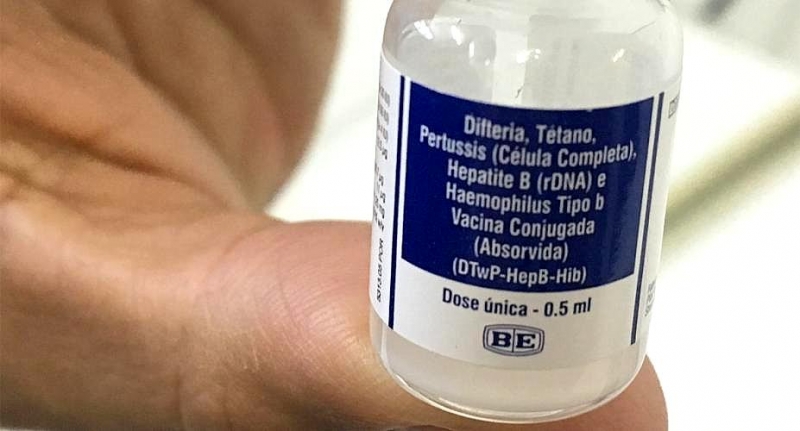 Difteria, Tétano,
Pertussis (Célula Completa),
Hepatite B (rDNA) e
Haemophilus Tipo b
Vacina Conjugada
(Absorvida)
(DTwP-HepB-Hib)
Dose única - 0.5 ml
BE